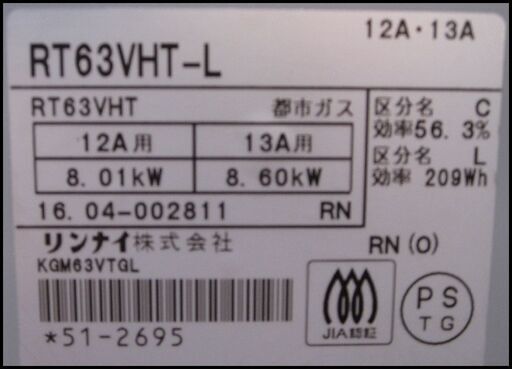 12A・13A
RT63VHT-L
RT63VHT 都市ガス
12A用 13A用
8.01kW 8.60kW
16.04-002811 RN
区分名 C
効率56.3%
区分名 L
効率 209Wh
リンナイ株式会社
RN(O)
KGM63VTGL
*51-2695
JIA認証
PS
TG